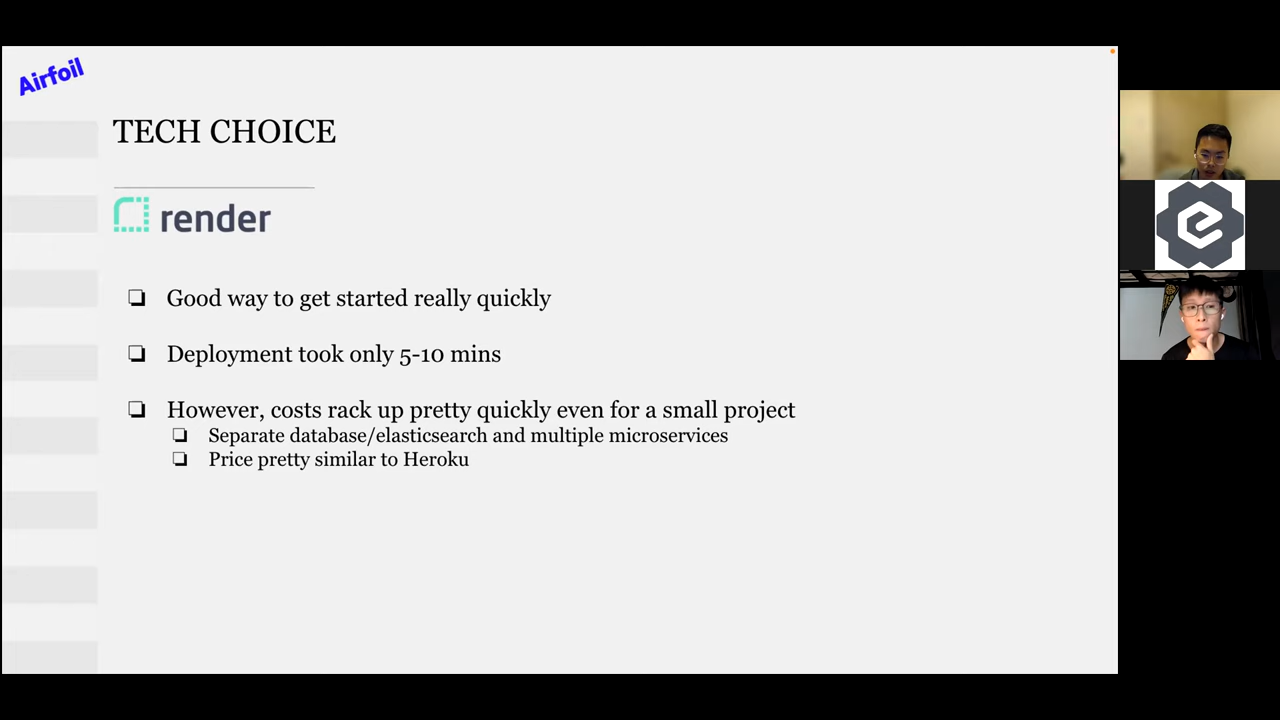 Airfoil
TECH CHOICE
render
Good way to get started really quickly
Deployment took only 5-10 mins
However, costs rack up pretty quickly even for a small project
Separate database/elasticsearch and multiple microservices
Price pretty similar to Heroku
e